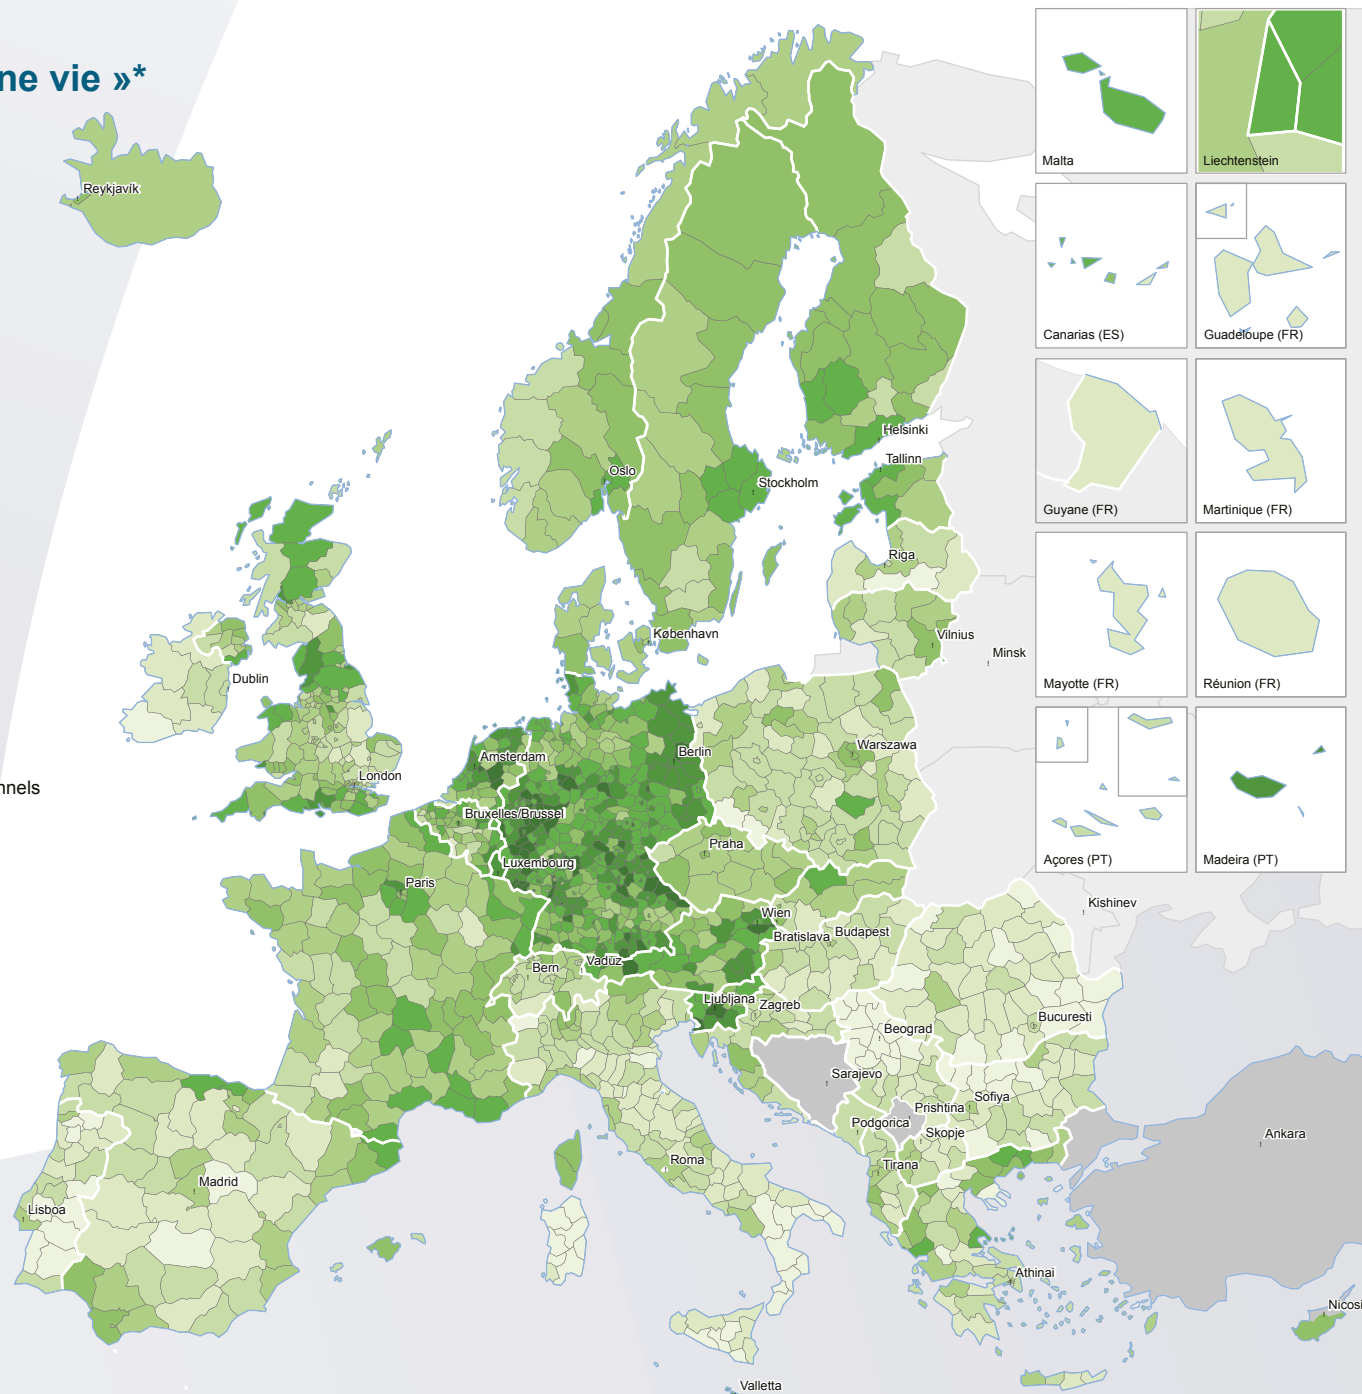 ne vie »*
Reykjavík
Malta
Liechtenstein
Canarias (ES)
Guadeloupe (FR)
Guyane (FR)
Martinique (FR)
Mayotte (FR)
Réunion (FR)
Açores (PT)
Madeira (PT)
Helsinki
Tallinn
Oslo
Stockholm
Riga
København
Vilnius
Minsk
Dublin
Warszawa
Berlin
Amsterdam
London
nnels
Bruxelles/Brussel
Praha
Luxembourg
Paris
Kishinev
Wien
Budapest
Bratislava
Vaduz
Bern
Ljubljana
Zagreb
Bucuresti
Beograd
Sarajevo
Sofiya
Prishtina
Podgorica
Skopje
Ankara
Roma
Tirana
Madrid
Lisboa
Athinai
Nicosi
Valletta